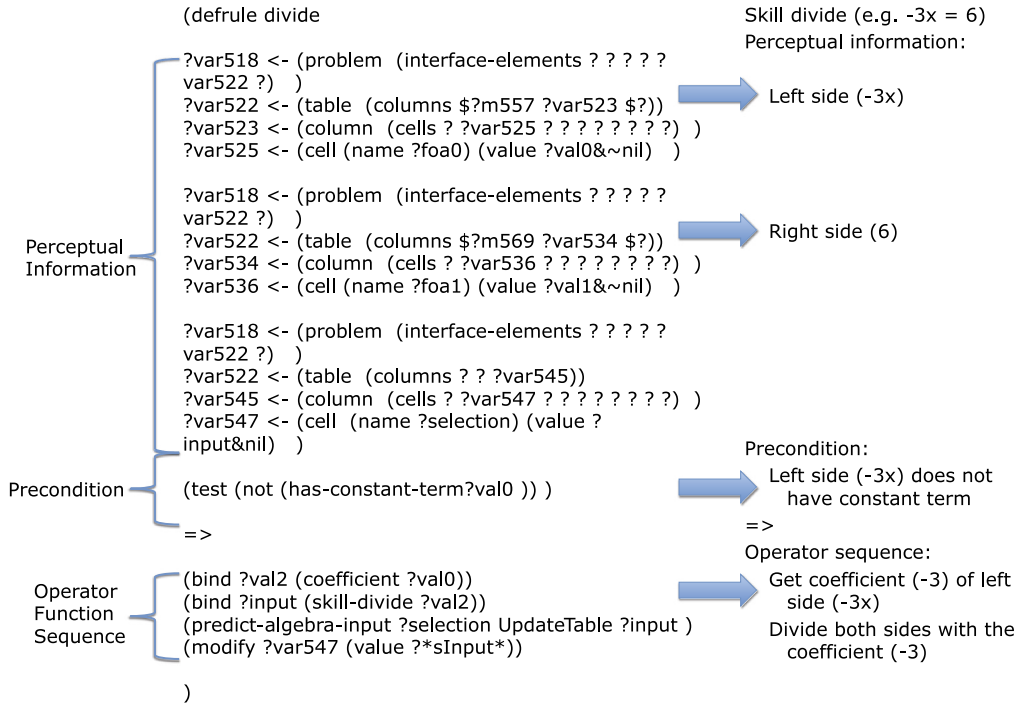 (defrule divide
?var518 <- (problem (interface-elements ? ? ? ? ?
var522 ?) )
?var522 <- (table (columns $?m557 ?var523 $?))
?var523 <- (column (cells ? ?var525 ? ? ? ? ? ? ? ?) )
?var525 <- (cell (name ?foa0) (value ?val0&~nil) )
?var518 <- (problem (interface-elements ? ? ? ? ?
var522 ?) )
?var522 <- (table (columns $?m569 ?var534 $?))
?var534 <- (column (cells ? ?var536 ? ? ? ? ? ? ? ?) )
?var536 <- (cell (name ?foa1) (value ?val1&~nil) )
?var518 <- (problem (interface-elements ? ? ? ? ?
var522 ?) )
?var522 <- (table (columns ? ? ?var545))
?var545 <- (column (cells ? ?var547 ? ? ? ? ? ? ? ?) )
?var547 <- (cell (name ?selection) (value ?
input&nil) )
(test (not (has-constant-term?val0 )) )
=>
(bind ?val2 (coefficient ?val0))
(bind ?input (skill-divide ?val2))
(predict-algebra-input ?selection UpdateTable ?input )
(modify ?var547 (value ?*sInput*))
)
Perceptual
Information
Precondition
Operator
Function
Sequence
Skill divide (e.g. -3x = 6)
Perceptual information:
Left side (-3x)
Right side (6)
Precondition:
Left side (-3x) does not
have constant term
=>
Operator sequence:
Get coefficient (-3) of left
side (-3x)
Divide both sides with the
coefficient (-3)